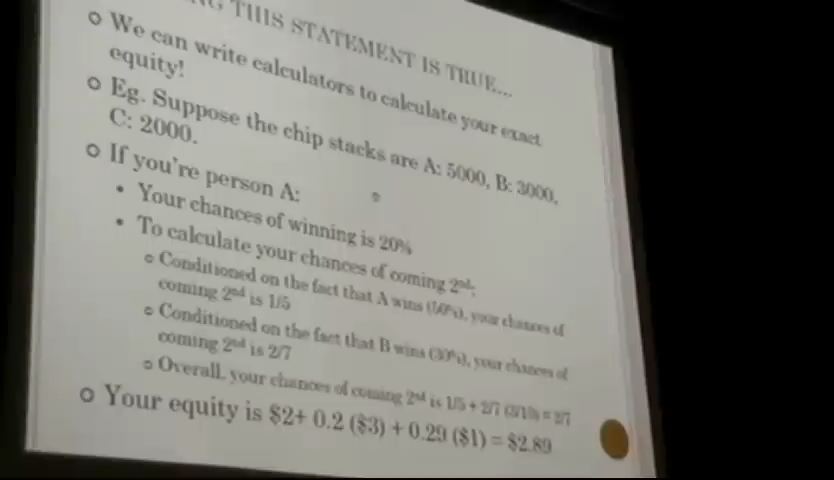 THIS STATEMENT IS TRUE...
We can write calculators to calculate your exact
equity!
Eg. Suppose the chip stacks are A: 5000, B: 3000,
C: 2000.
If you're person A:
Your chances of winning is 20%
To calculate your chances of coming 2nd:
Conditioned on the fact that A wins (50%), your chances of
coming 2nd is 1/5
Conditioned on the fact that B wins (30%), your chances of
coming 2nd is 2/7
Overall, your chances of coming 2nd is 1/5 + 2/7 (3/10) = 2/7
Your equity is $2+ 0.2 ($3) + 0.29 ($1) = $2.89